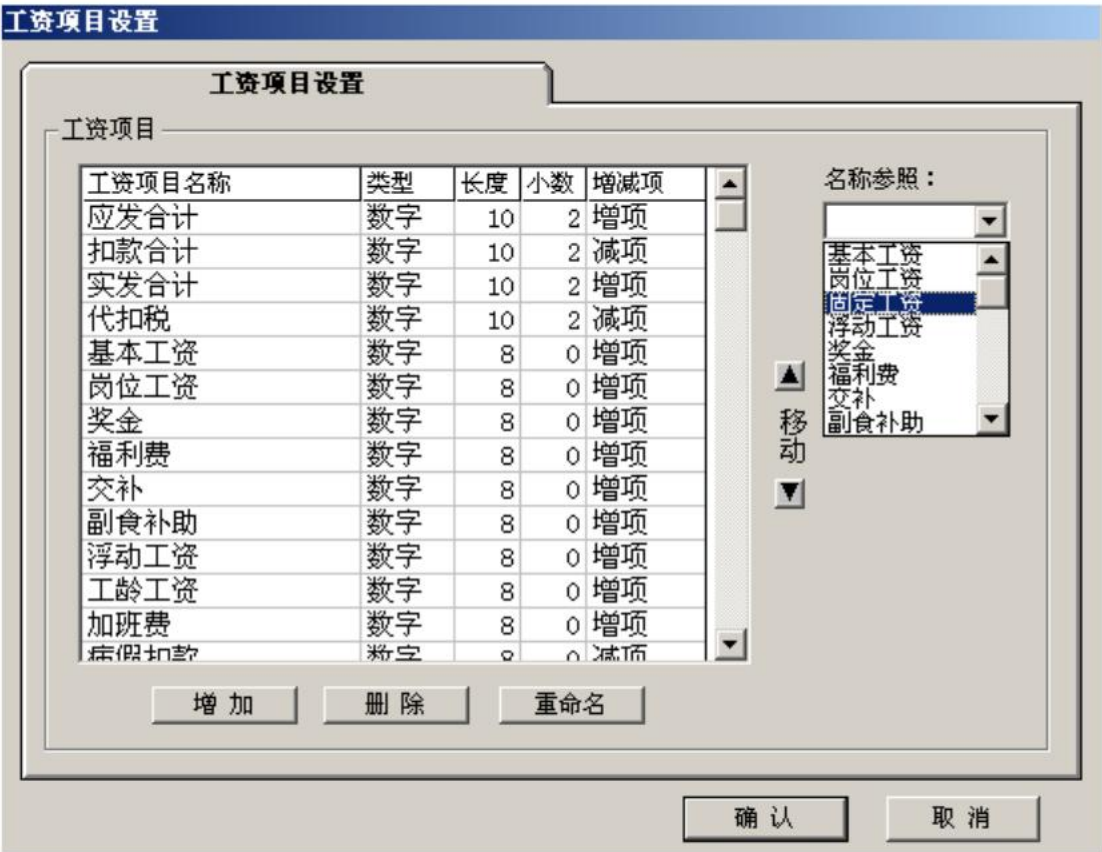 工资项目设置
工资项目设置
工资项目
工资项目名称 类型 长度 小数 增减项
应发合计 数字 10 2 增项
扣款合计 数字 10 2 减项
实发合计 数字 10 2 增项
代扣税 数字 10 2 减项
基本工资 数字 8 0 增项
岗位工资 数字 8 0 增项
奖金 数字 8 0 增项
福利费 数字 8 0 增项
交补 数字 8 0 增项
副食补助 数字 8 0 增项
浮动工资 数字 8 0 增项
工龄工资 数字 8 0 增项
加班费 数字 8 0 增项
病假扣款 数字 8 0 减项
名称参照：
基本工资
岗位工资
固定工资
浮动工资
奖金
福利费
交补
副食补助
移动
增加 删除 重命名
确认 取消